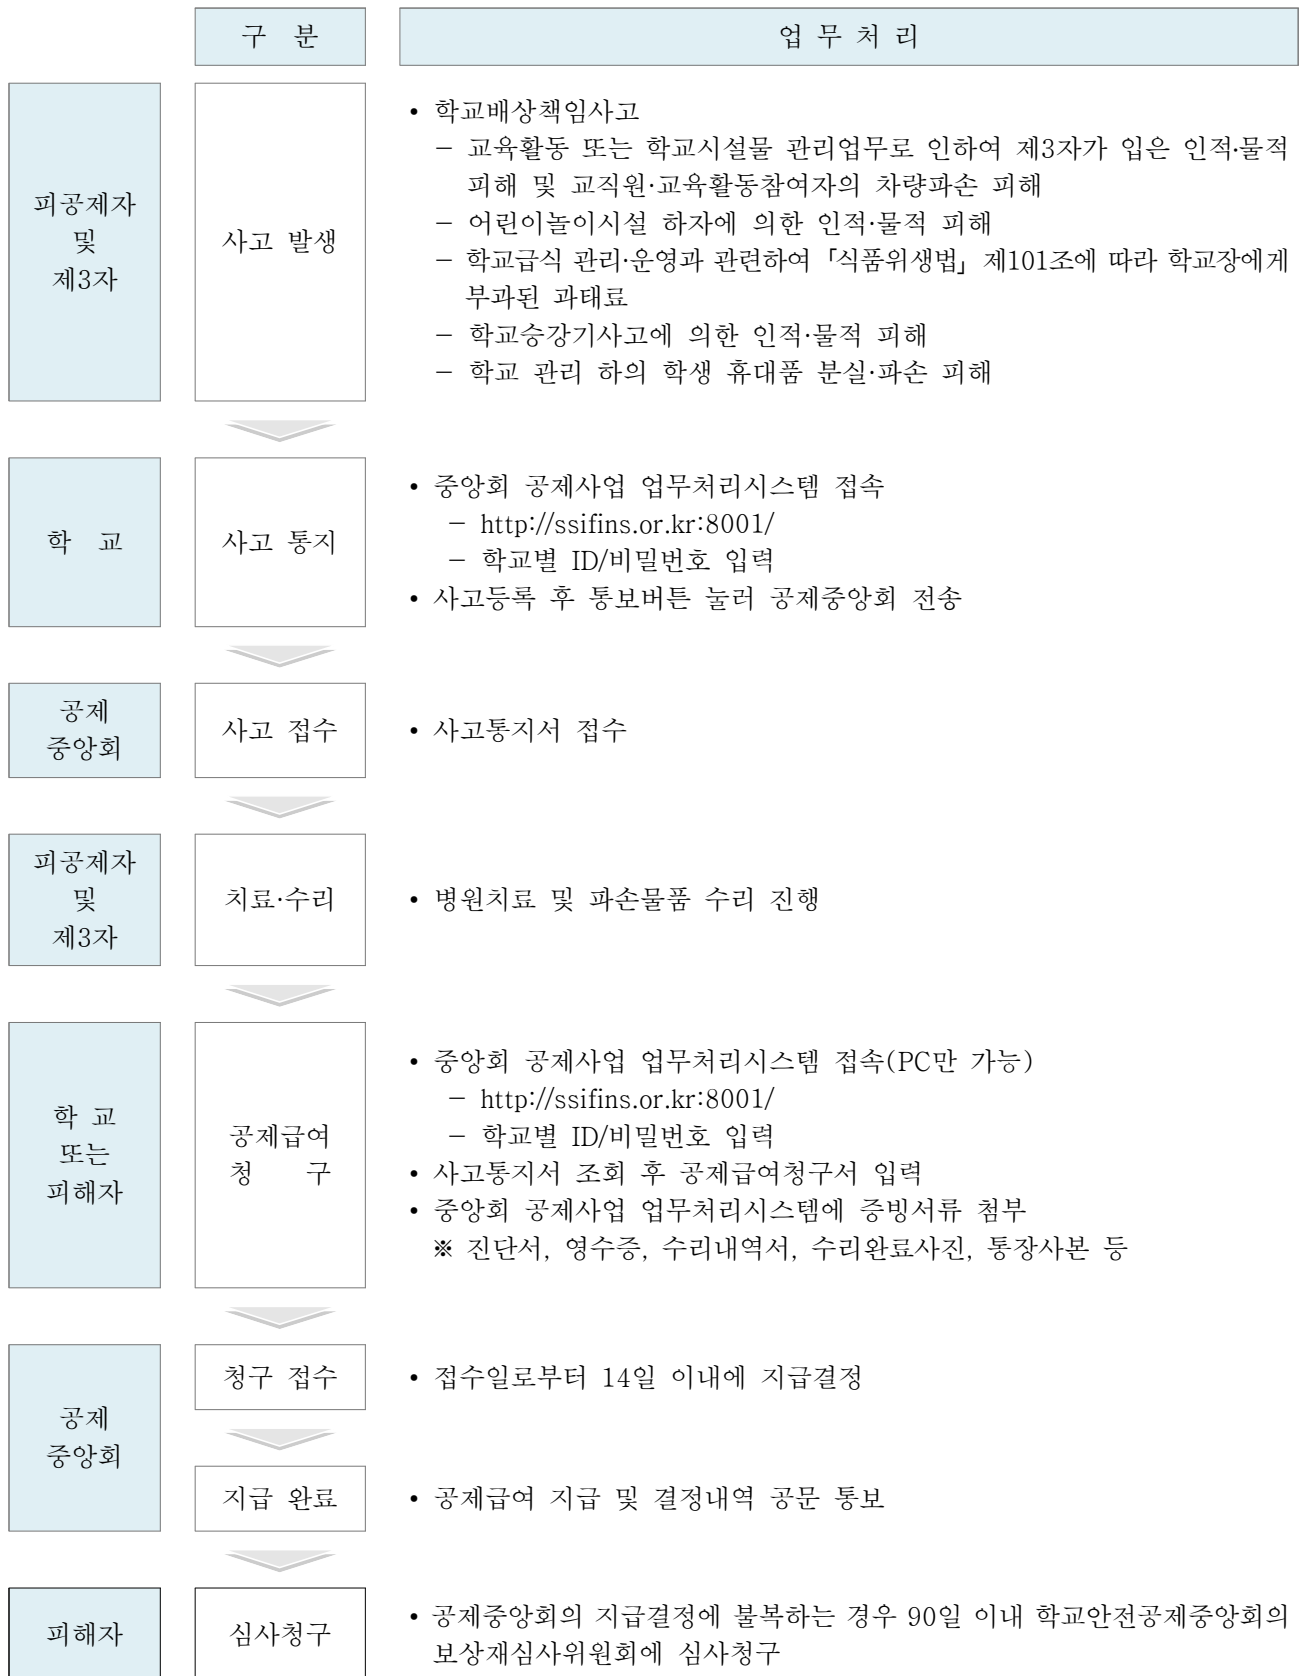 구 분
업 무 처 리
피공제자
및
제3자
사고 발생
• 학교배상책임사고
− 교육활동 또는 학교시설물 관리업무로 인하여 제3자가 입은 인적·물적
피해 및 교직원·교육활동참여자의 차량파손 피해
− 어린이놀이시설 하자에 의한 인적·물적 피해
− 학교급식 관리·운영과 관련하여「식품위생법」제101조에 따라 학교장에게
부과된 과태료
− 학교승강기사고에 의한 인적·물적 피해
− 학교 관리 하의 학생 휴대품 분실·파손 피해
학 교
사고 통지
• 중앙회 공제사업 업무처리시스템 접속
− http://ssifins.or.kr:8001/
− 학교별 ID/비밀번호 입력
• 사고등록 후 통보버튼 눌러 공제중앙회 전송
공제
중앙회
사고 접수
• 사고통지서 접수
피공제자
및
제3자
치료·수리
• 병원치료 및 파손물품 수리 진행
학 교
또는
피해자
공제급여
청 구
• 중앙회 공제사업 업무처리시스템 접속(PC만 가능)
− http://ssifins.or.kr:8001/
− 학교별 ID/비밀번호 입력
• 사고통지서 조회 후 공제급여청구서 입력
• 중앙회 공제사업 업무처리시스템에 증빙서류 첨부
※ 진단서, 영수증, 수리내역서, 수리완료사진, 통장사본 등
공제
중앙회
청구 접수
• 접수일로부터 14일 이내에 지급결정
지급 완료
• 공제급여 지급 및 결정내역 공문 통보
피해자
심사청구
• 공제중앙회의 지급결정에 불복하는 경우 90일 이내 학교안전공제중앙회의
보상재심사위원회에 심사청구